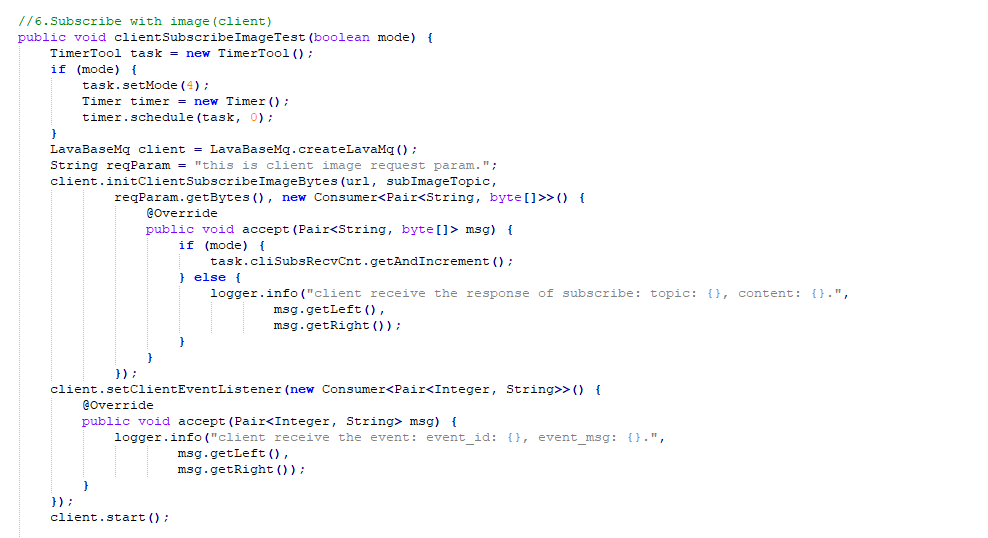 //6.Subscribe with image(client)
public void clientSubscribeImageTest(boolean mode) {
    TimerTool task = new TimerTool();
    if (mode) {
        task.setMode(4);
        Timer timer = new Timer();
        timer.schedule(task, 0);
    }
    LavaBaseMq client = LavaBaseMq.createLavaMq();
    String reqParam = "this is client image request param.";
    client.initClientSubscribeImageBytes(url, subImageTopic,
            reqParam.getBytes(), new Consumer<Pair<String, byte[]>>() {
                @Override
                public void accept(Pair<String, byte[]> msg) {
                    if (mode) {
                        task.cliSubsRecvCnt.getAndIncrement();
                    } else {
                        logger.info("client receive the response of subscribe: topic: {}, content: {}.",
                                msg.getLeft(),
                                msg.getRight());
                    }
                }
            });
    client.setClientEventListener(new Consumer<Pair<Integer, String>>() {
        @Override
        public void accept(Pair<Integer, String> msg) {
            logger.info("client receive the event: event_id: {}, event_msg: {}.",
                    msg.getLeft(),
                    msg.getRight());
        }
    });
    client.start();